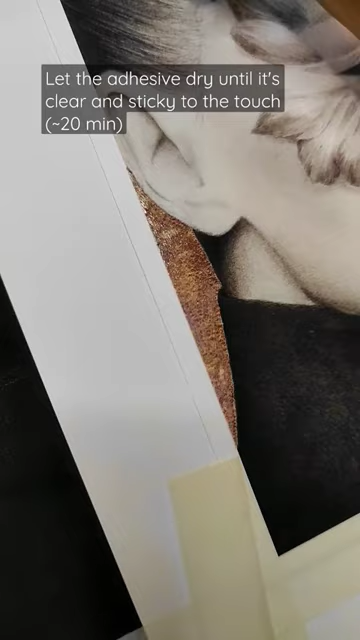 Let the adhesive dry until it's
clear and sticky to the touch
(~20 min)